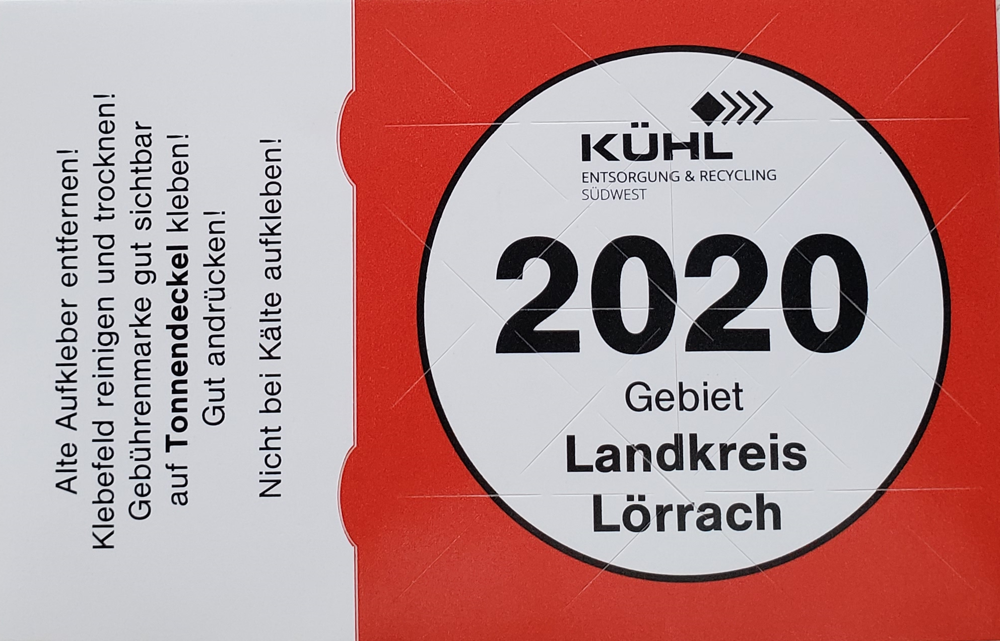 Alte Aufkleber entfernen!
Klebefeld reinigen und trocknen!
Gebührenmarke gut sichtbar
auf Tonnendeckel kleben!
Gut andrücken!
Nicht bei Kälte aufkleben!
KÜHL
ENTSORGUNG & RECYCLING
SÜDWEST
2020
Gebiet
Landkreis
Lörrach